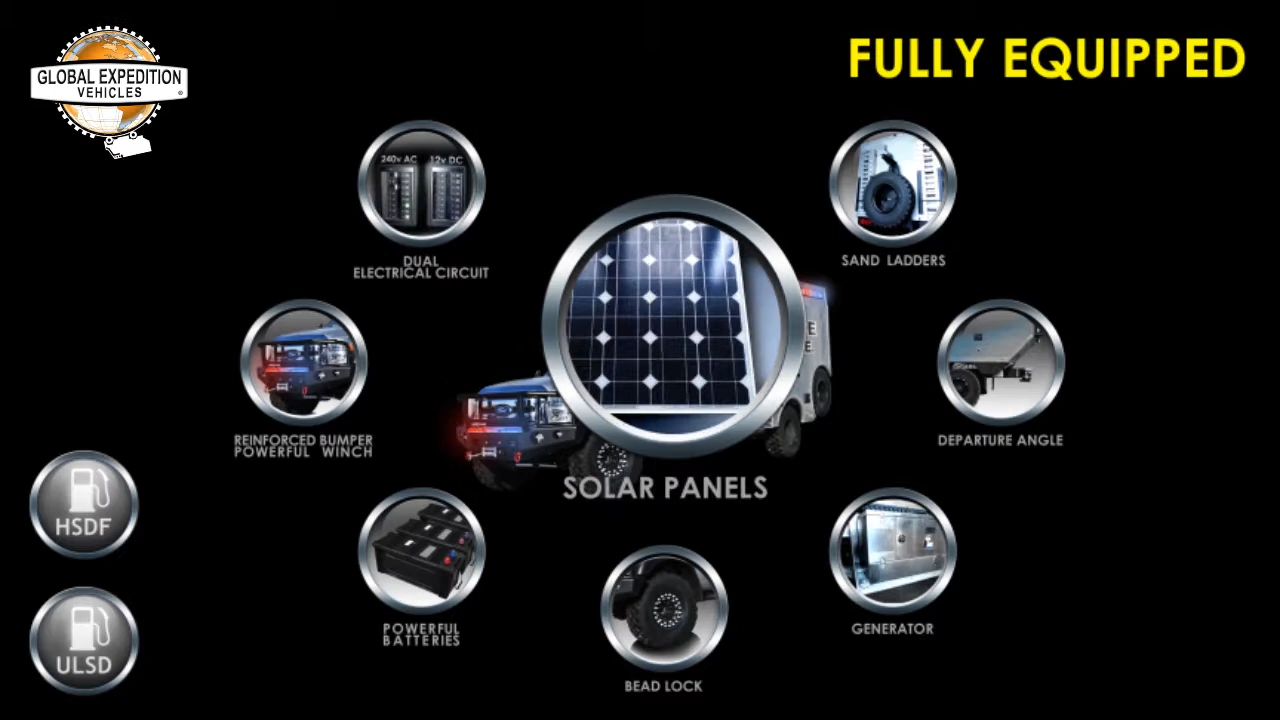 GLOBAL EXPEDITION
VEHICLES
FULLY EQUIPPED
240v AC
12v DC
DUAL
ELECTRICAL CIRCUIT
SAND LADDERS
REINFORCED BUMPER
POWERFUL WINCH
SOLAR PANELS
DEPARTURE ANGLE
HSDF
POWERFUL
BATTERIES
BEAD LOCK
GENERATOR
ULSD